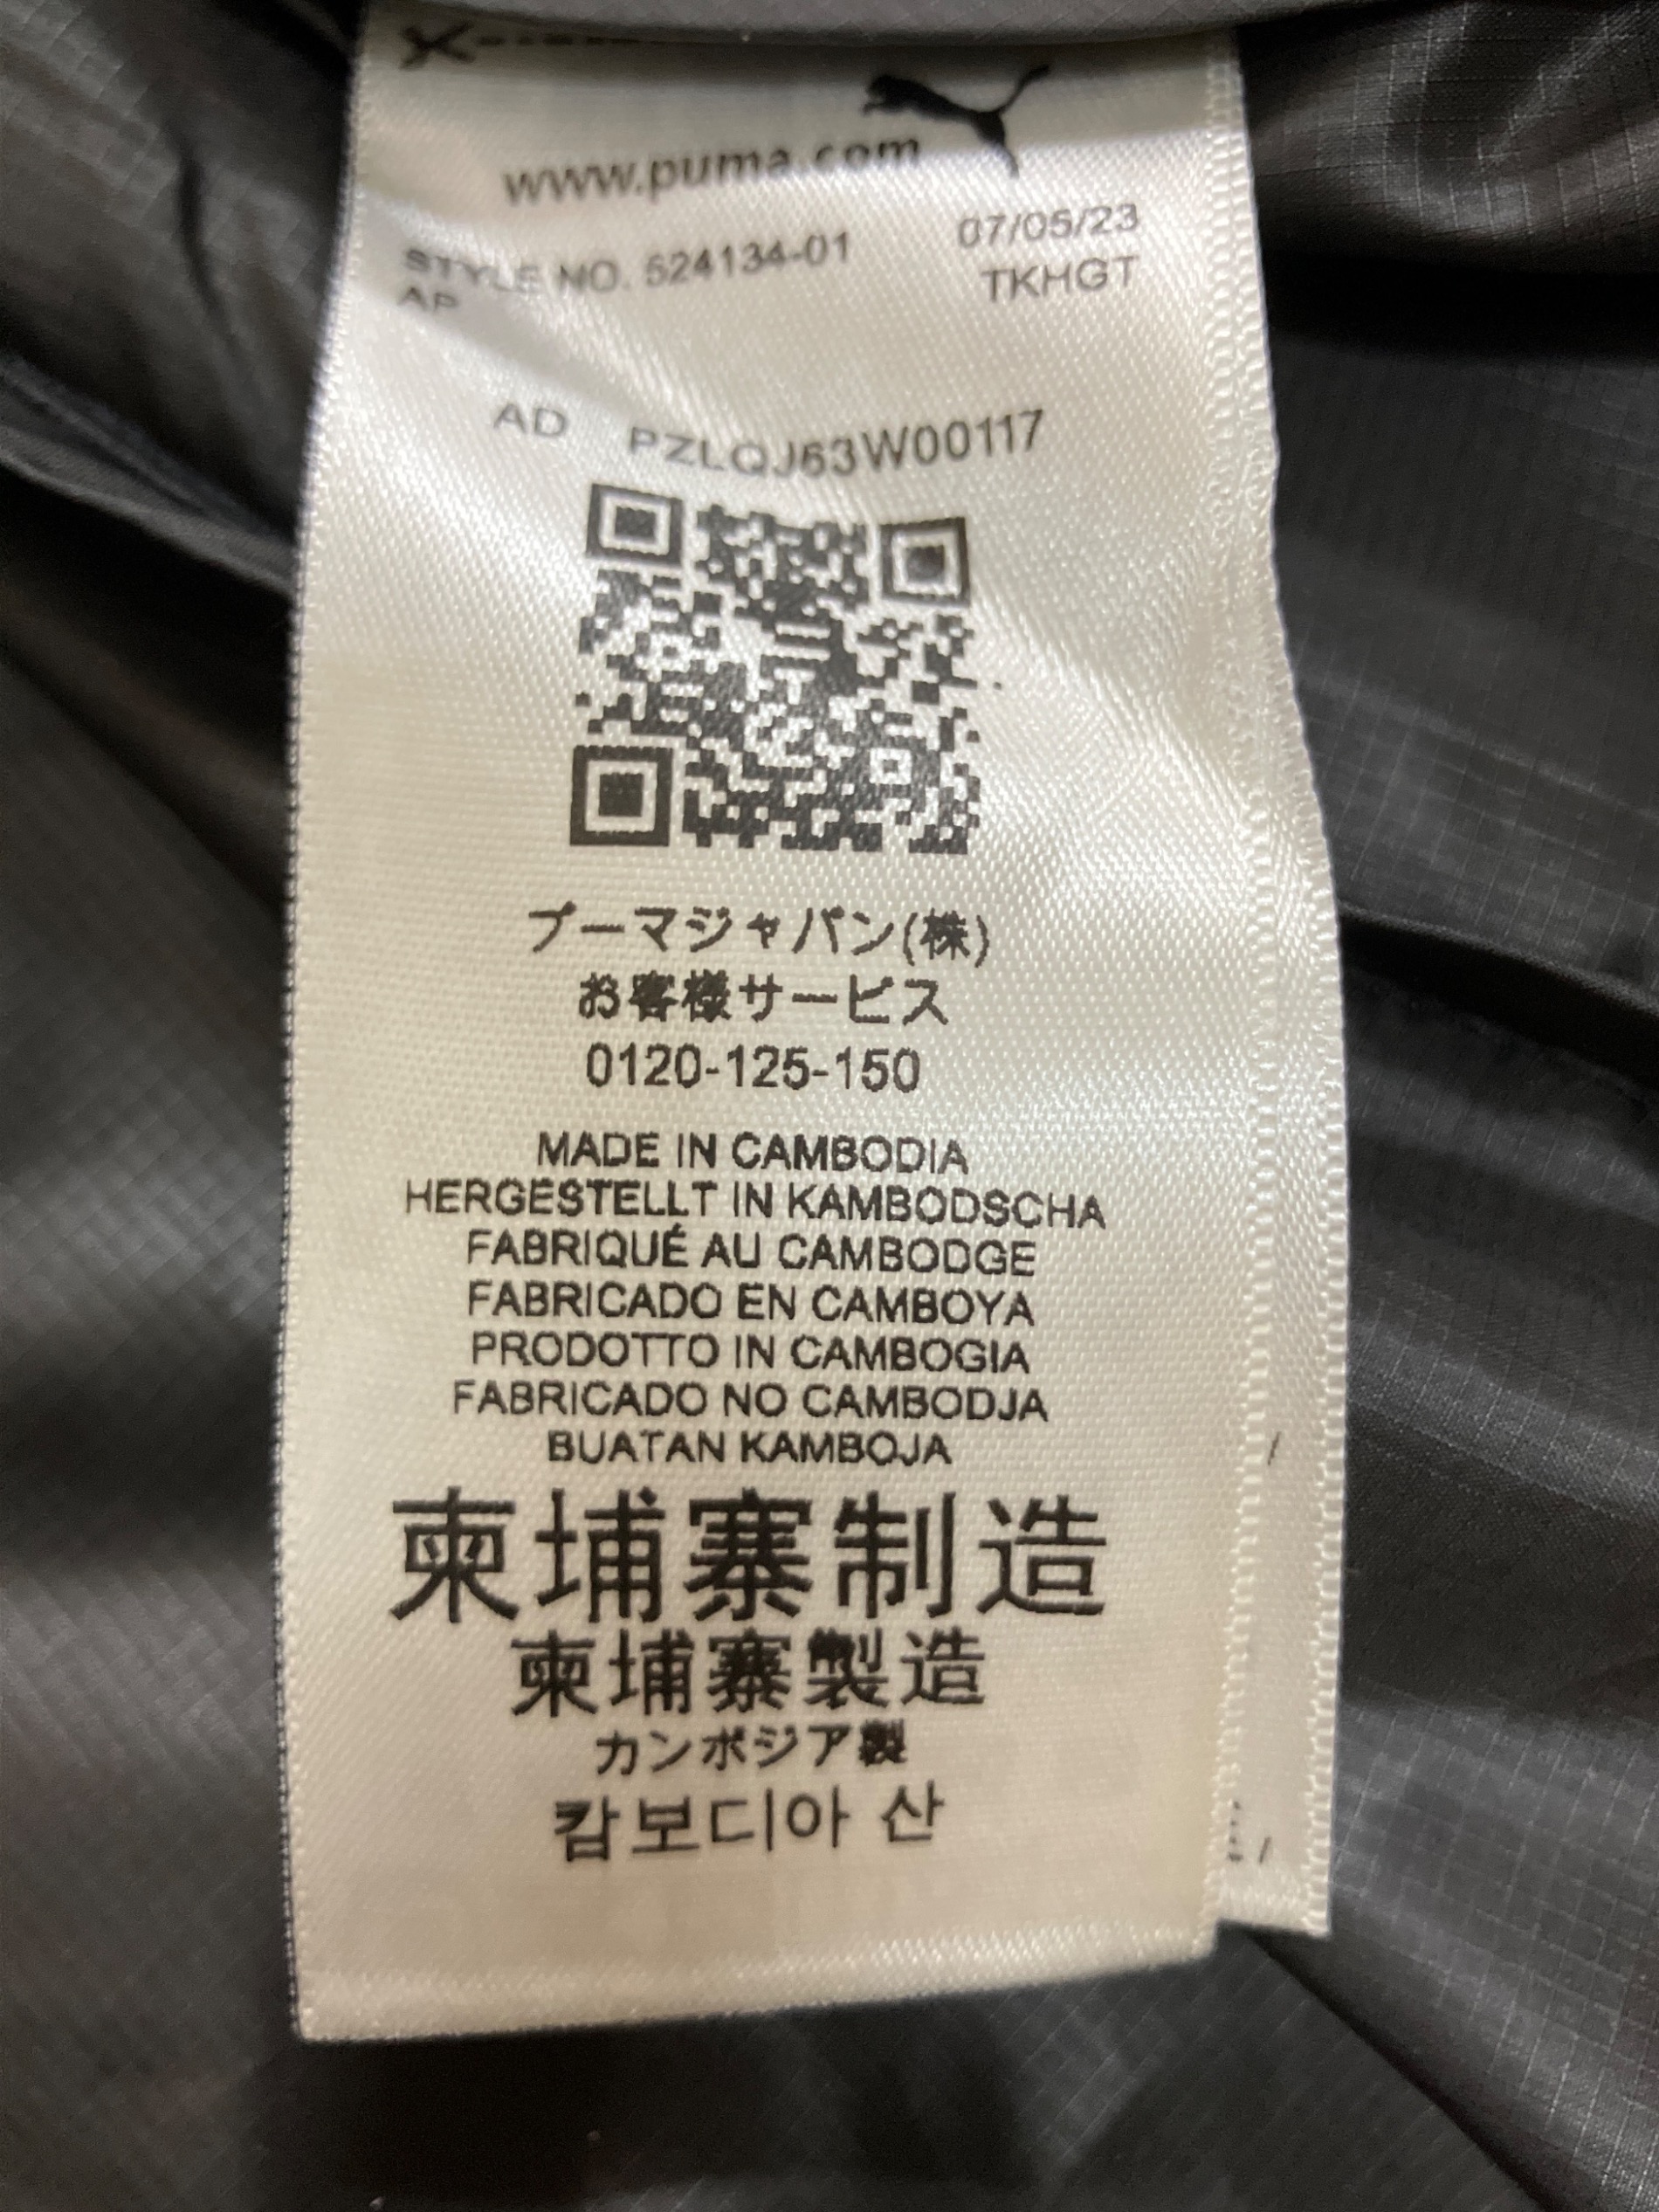 www.puma.com
STYLE NO. 524134-01 07/05/23
AP TKHGT
AD PZLQJ63W00117
プーマジャパン(株)
お客様サービス
0120-125-150
MADE IN CAMBODIA
HERGESTELLT IN KAMBODSCHA
FABRIQUÉ AU CAMBODGE
FABRICADO EN CAMBOYA
PRODOTTO IN CAMBOGIA
FABRICADO NO CAMBODJA
BUATAN KAMBOJA
柬埔寨制造
柬埔寨製造
カンボジア製
캄보디아 산